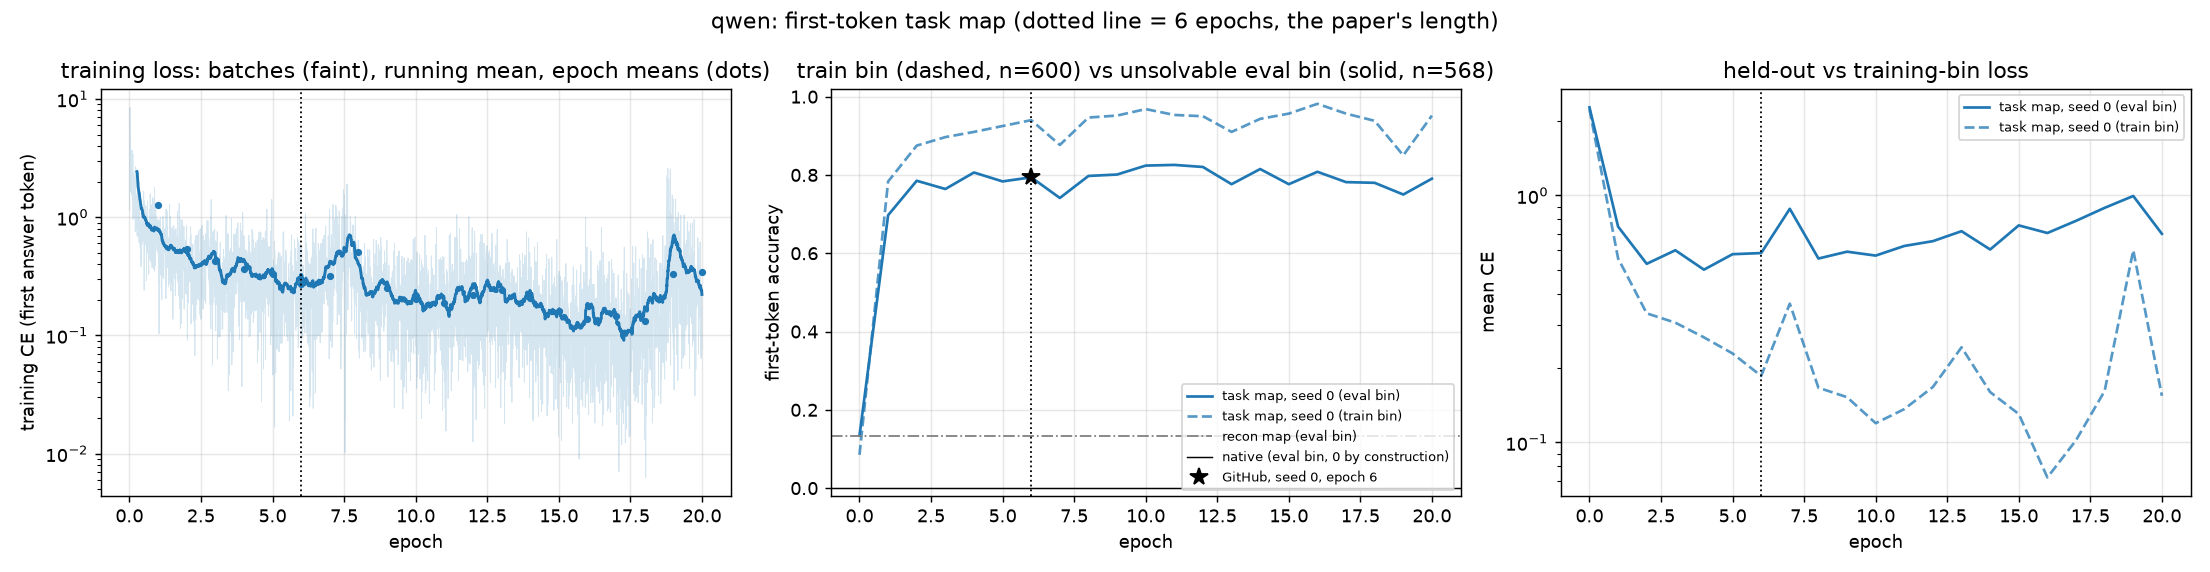 qwen: first-token task map (dotted line = 6 epochs, the paper's length)
training loss: batches (faint), running mean, epoch means (dots)
training CE (first answer token)
10¹
10⁰
10⁻¹
10⁻²
0.0 2.5 5.0 7.5 10.0 12.5 15.0 17.5 20.0
epoch
train bin (dashed, n=600) vs unsolvable eval bin (solid, n=568)
first-token accuracy
1.0
0.8
0.6
0.4
0.2
0.0
task map, seed 0 (eval bin)
task map, seed 0 (train bin)
recon map (eval bin)
native (eval bin, 0 by construction)
GitHub, seed 0, epoch 6
0.0 2.5 5.0 7.5 10.0 12.5 15.0 17.5 20.0
epoch
held-out vs training-bin loss
mean CE
10⁰
10⁻¹
task map, seed 0 (eval bin)
task map, seed 0 (train bin)
0.0 2.5 5.0 7.5 10.0 12.5 15.0 17.5 20.0
epoch